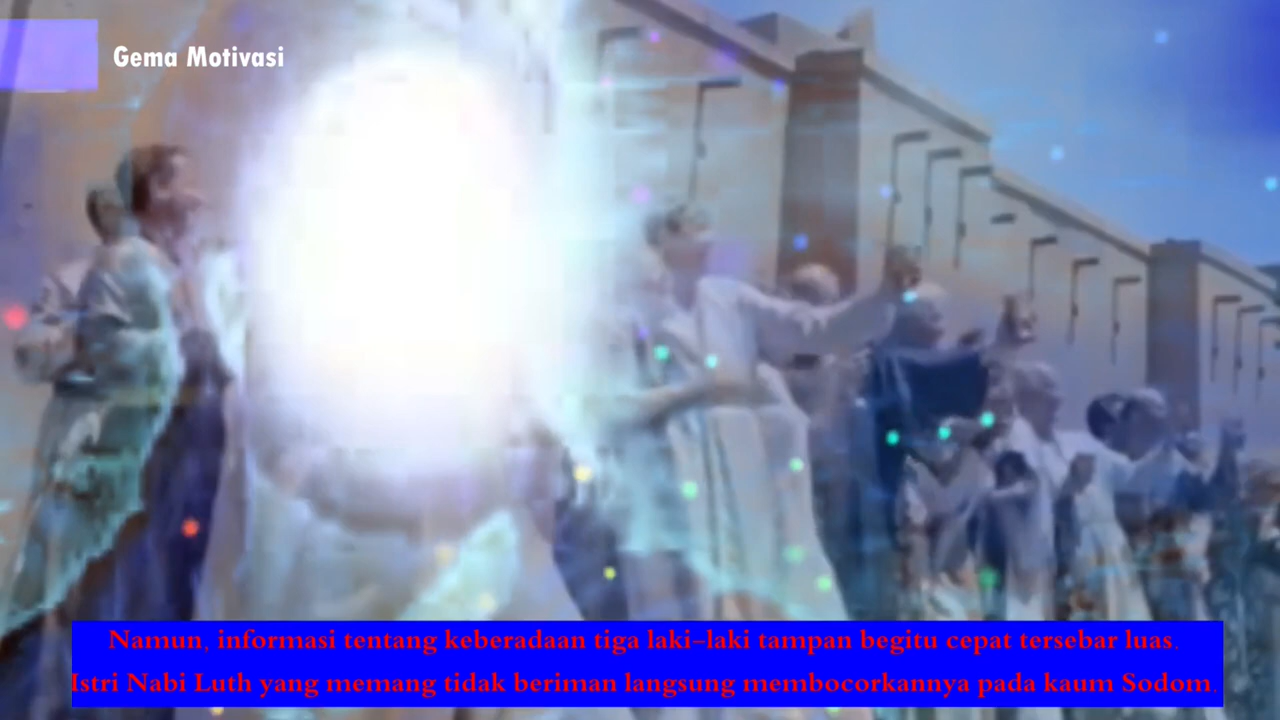 Gema Motivasi
Namun, informasi tentang keberadaan tiga laki-laki tampan begitu cepat tersebar luas.
Istri Nabi Luth yang memang tidak beriman langsung membocorkannya pada kaum Sodom.